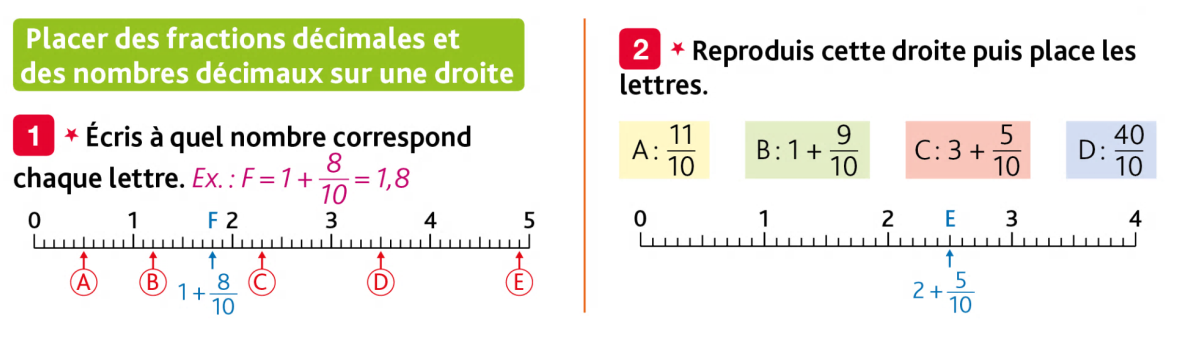 Placer des fractions décimales et
des nombres décimaux sur une droite
1 ★ Écris à quel nombre correspond
chaque lettre. Ex. : F = 1 + 8/10 = 1,8
0 1 F 2 3 4 5
A B 1 + 8/10 C D E
2 ★ Reproduis cette droite puis place les
lettres.
A : 11/10 B : 1 + 9/10 C : 3 + 5/10 D : 40/10
0 1 2 E 3 4
2 + 5/10